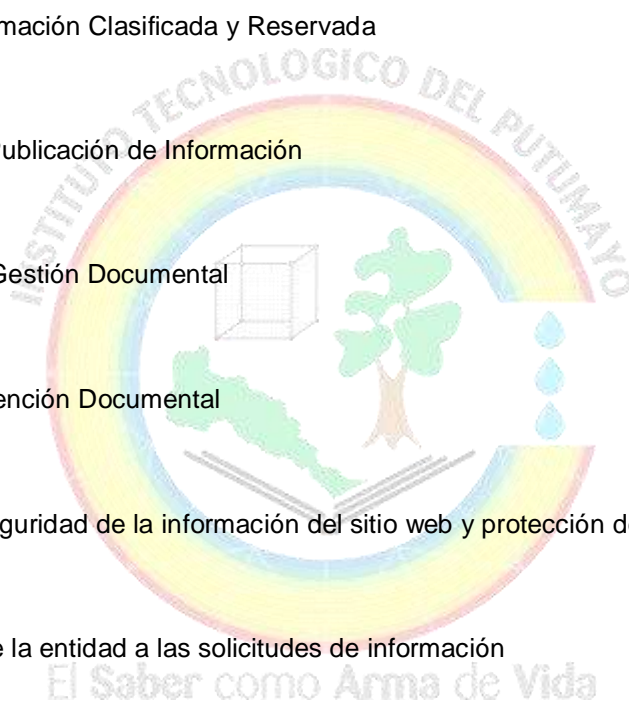 mación Clasificada y Reservada
INSTITUTO TECNOLOGICO DEL PUTUMAYO
ublicación de Información
Gestión Documental
ención Documental
guridad de la información del sitio web y protección d
e la entidad a las solicitudes de información
El Saber como Arma de Vida